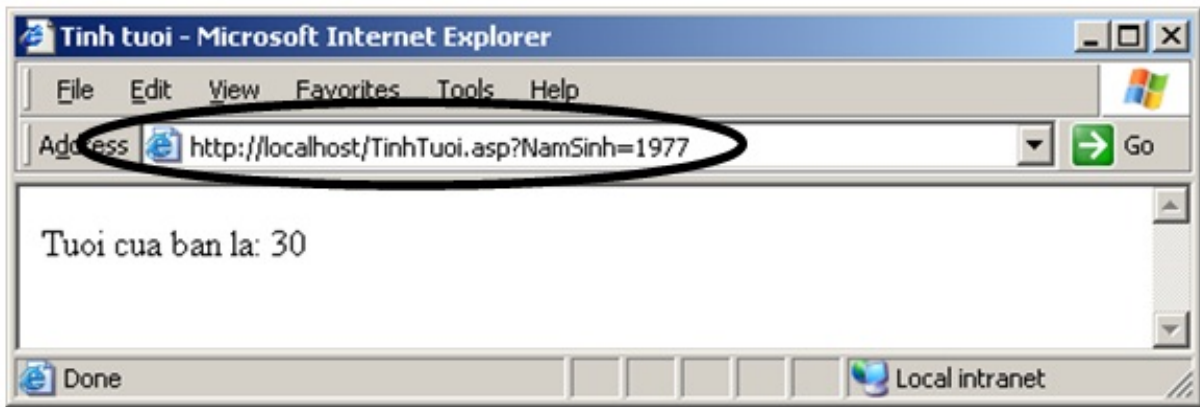 Tinh tuoi - Microsoft Internet Explorer
File Edit View Favorites Tools Help
Address http://localhost/TinhTuoi.asp?NamSinh=1977 Go
Tuoi cua ban la: 30
Done Local intranet